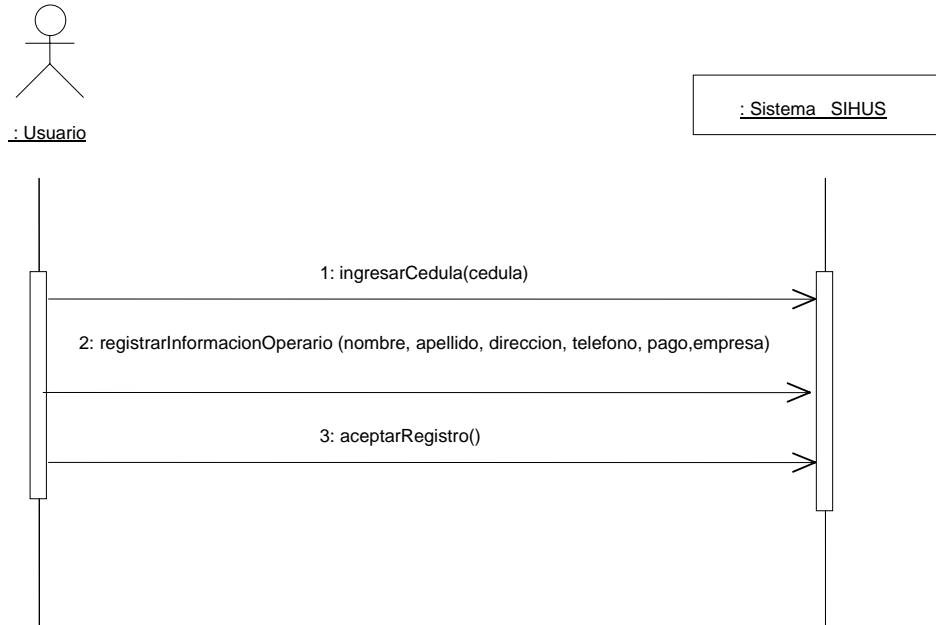 : Usuario
: Sistema SIHUS
1: ingresarCedula(cedula)
2: registrarInformacionOperario (nombre, apellido, direccion, telefono, pago,empresa)
3: aceptarRegistro()